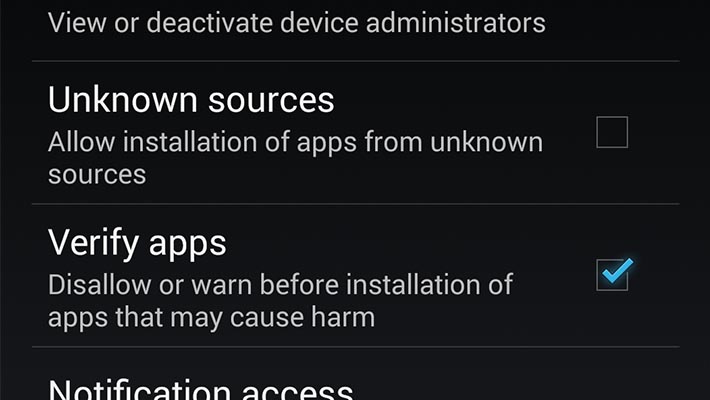 View or deactivate device administrators
Unknown sources
Allow installation of apps from unknown
sources
Verify apps
Disallow or warn before installation of
apps that may cause harm
Notification access